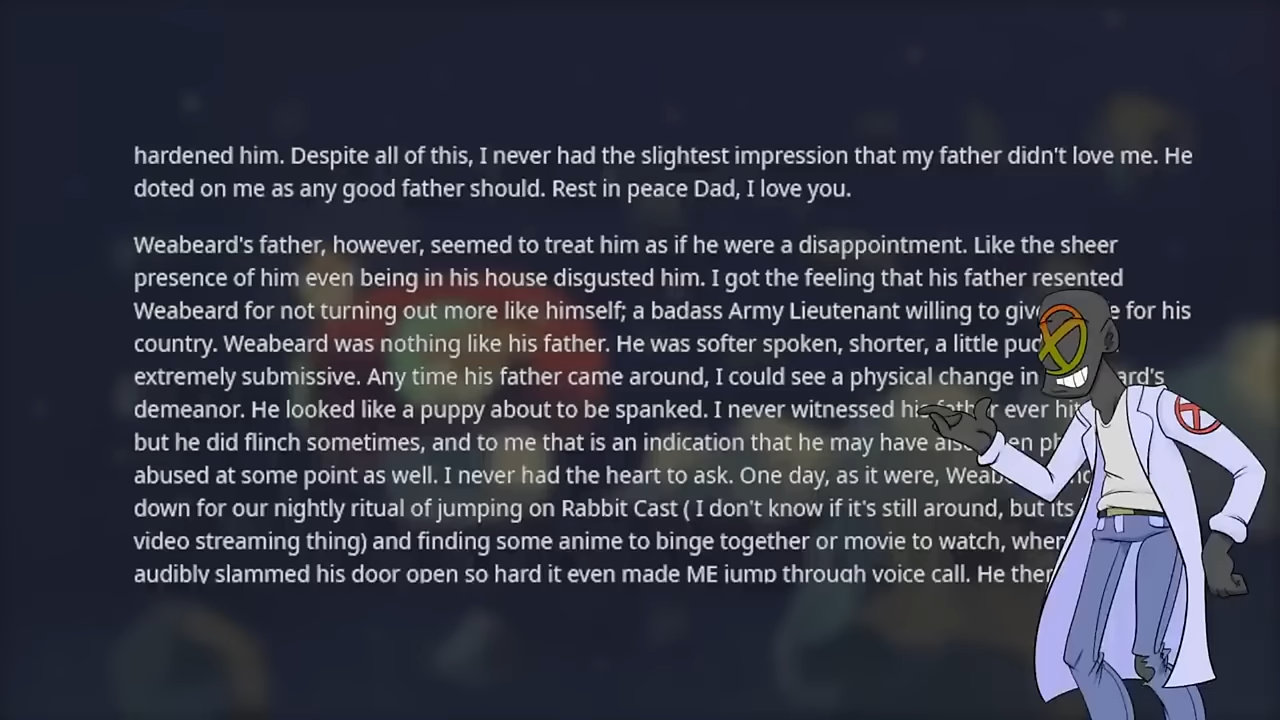 hardened him. Despite all of this, I never had the slightest impression that my father didn't love me. He
doted on me as any good father should. Rest in peace Dad, I love you.
Weabeard's father, however, seemed to treat him as if he were a disappointment. Like the sheer
presence of him even being in his house disgusted him. I got the feeling that his father resented
Weabeard for not turning out more like himself; a badass Army Lieutenant willing to give for his
country. Weabeard was nothing like his father. He was softer spoken, shorter, a little
extremely submissive. Any time his father came around, I could see a physical change in
demeanor. He looked like a puppy about to be spanked. I never witnessed his father ever
but he did flinch sometimes, and to me that is an indication that he may have
abused at some point as well. I never had the heart to ask. One day, as it were,
down for our nightly ritual of jumping on Rabbit Cast ( I don't know if it's still around, but its
video streaming thing) and finding some anime to binge together or movie to watch, when
audibly slammed his door open so hard it even made ME jump through voice call. He then